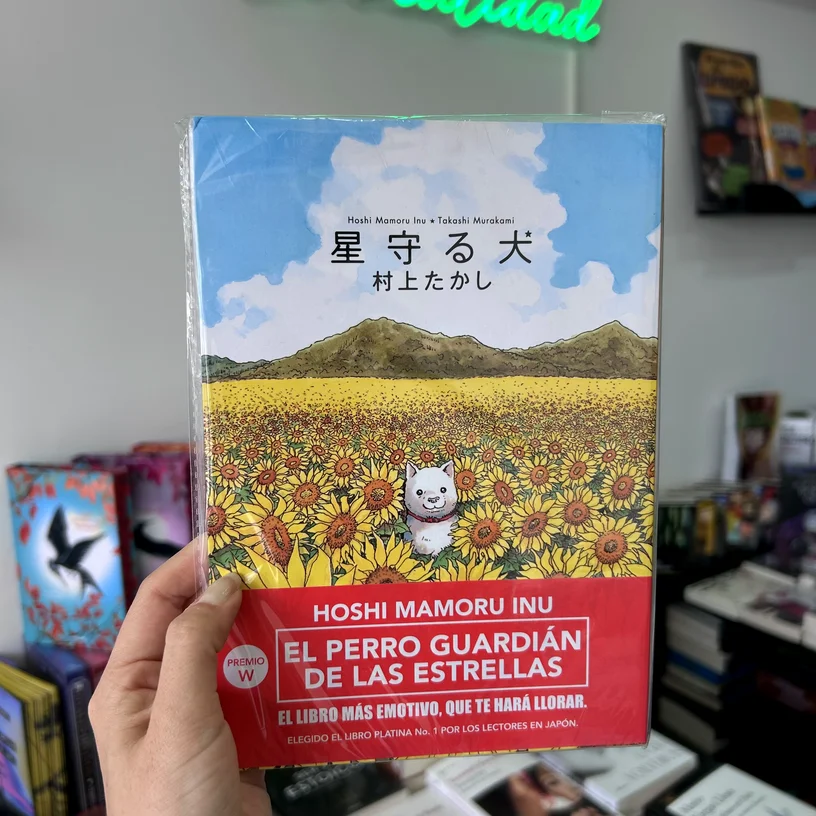 Hoshi Mamoru Inu ★ Takashi Murakami
星守る犬
村上たかし
HOSHI MAMORU INU
PREMIO
W
EL PERRO GUARDIÁN
DE LAS ESTRELLAS
EL LIBRO MÁS EMOTIVO, QUE TE HARÁ LLORAR.
ELEGIDO EL LIBRO PLATINA No. 1 POR LOS LECTORES EN JAPÓN.